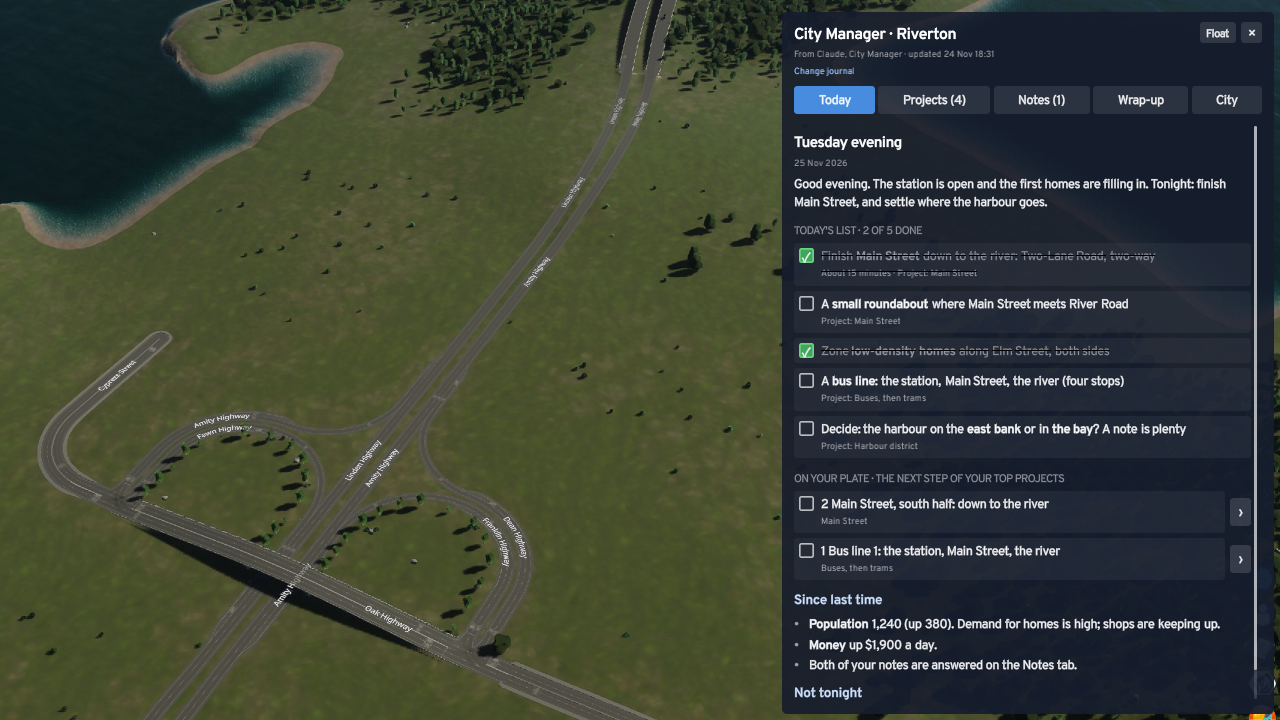 City Manager · Riverton
Float
×
From Claude, City Manager · updated 24 Nov 18:31
Change journal
Today
Projects (4)
Notes (1)
Wrap-up
City
Tuesday evening
25 Nov 2026
Good evening. The station is open and the first homes are filling in. Tonight: finish
Main Street, and settle where the harbour goes.
TODAY'S LIST · 2 OF 5 DONE
Finish Main Street down to the river: Two-Lane Road, two-way
About 15 minutes · Project: Main Street
A small roundabout where Main Street meets River Road
Project: Main Street
Zone low-density homes along Elm Street, both sides
A bus line: the station, Main Street, the river (four stops)
Project: Buses, then trams
Decide: the harbour on the east bank or in the bay? A note is plenty
Project: Harbour district
ON YOUR PLATE · THE NEXT STEP OF YOUR TOP PROJECTS
2 Main Street, south half: down to the river
Main Street
1 Bus line 1: the station, Main Street, the river
Buses, then trams
Since last time
• Population 1,240 (up 380). Demand for homes is high; shops are keeping up.
• Money up $1,900 a day.
• Both of your notes are answered on the Notes tab.
Not tonight
Amity Highway
Cypress Street
Amity Highway
Fawn Highway
Linden Highway
Amity Highway
Franklin Highway
Dean Highway
Amity Highway
Oak Highway